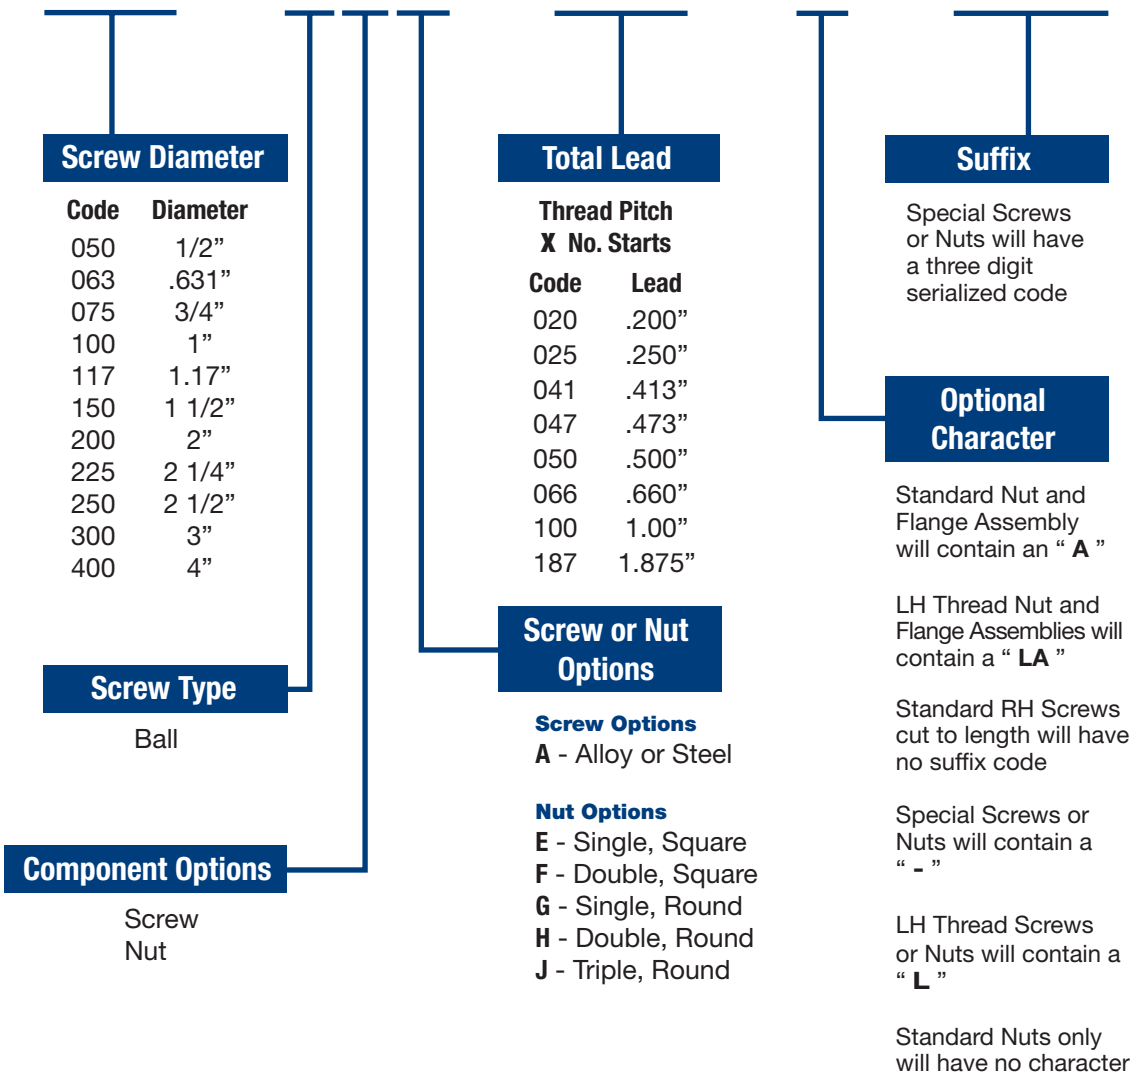 Screw Diameter
Code Diameter
050 1/2”
063 .631”
075 3/4”
100 1”
117 1.17”
150 1 1/2”
200 2”
225 2 1/4”
250 2 1/2”
300 3”
400 4”
Screw Type
Ball
Component Options
Screw
Nut
Total Lead
Thread Pitch
X No. Starts
Code Lead
020 .200”
025 .250”
041 .413”
047 .473”
050 .500”
066 .660”
100 1.00”
187 1.875”
Screw or Nut
Options
Screw Options
A - Alloy or Steel
Nut Options
E - Single, Square
F - Double, Square
G - Single, Round
H - Double, Round
J - Triple, Round
Suffix
Special Screws
or Nuts will have
a three digit
serialized code
Optional
Character
Standard Nut and
Flange Assembly
will contain an “ A ”
LH Thread Nut and
Flange Assemblies will
contain a “ LA ”
Standard RH Screws
cut to length will have
no suffix code
Special Screws or
Nuts will contain a
“ - ”
LH Thread Screws
or Nuts will contain a
“ L ”
Standard Nuts only
will have no character